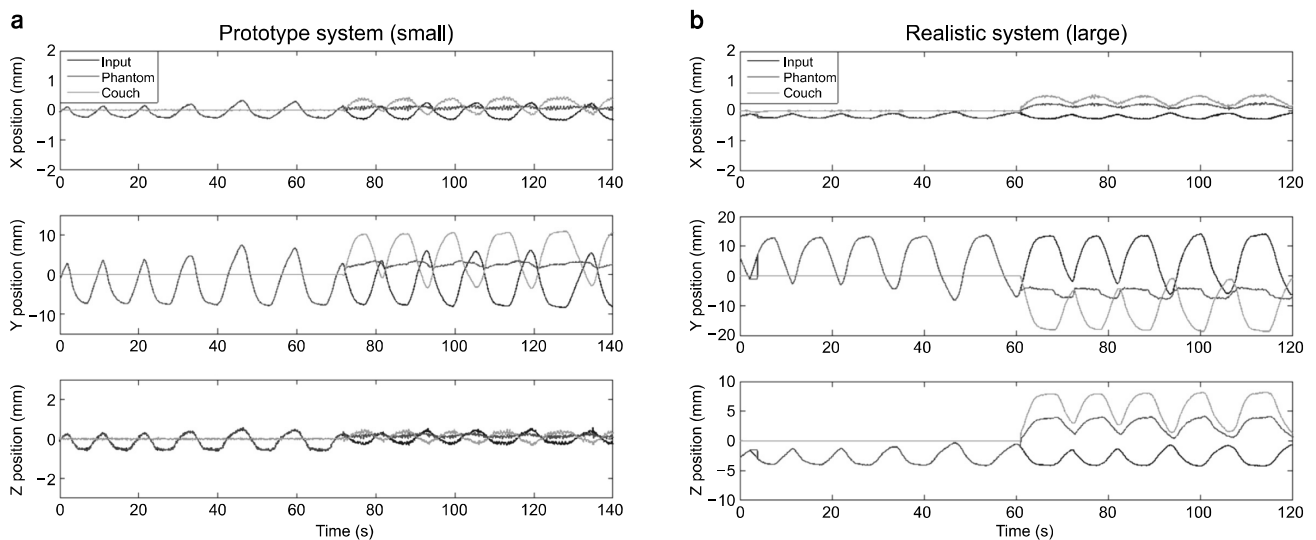 a
Prototype system (small)
2
1
0
−1
−2
X position (mm)
Input
Phantom
Couch
0 20 40 60 80 100 120 140
10
0
−10
Y position (mm)
0 20 40 60 80 100 120 140
2
0
−2
Z position (mm)
0 20 40 60 80 100 120 140
Time (s)
b
Realistic system (large)
2
1
0
−1
−2
X position (mm)
Input
Phantom
Couch
0 20 40 60 80 100 120
20
10
0
−10
−20
Y position (mm)
0 20 40 60 80 100 120
10
5
0
−5
−10
Z position (mm)
0 20 40 60 80 100 120
Time (s)